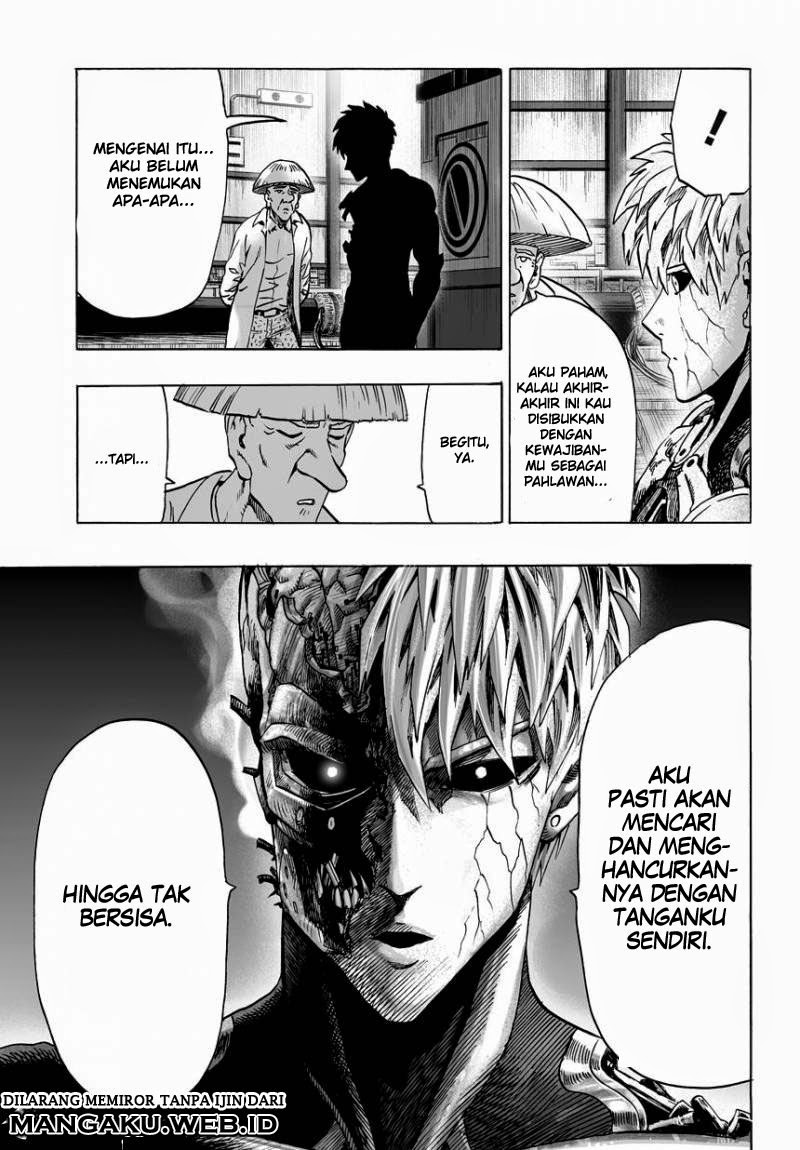 !
AKU PAHAM,
KALAU AKHIR-
AKHIR INI KAU
DISIBUKKAN
DENGAN
KEWAJIBAN-
MU SEBAGAI
PAHLAWAN...
MENGENAI ITU...
AKU BELUM
MENEMUKAN
APA-APA...
BEGITU,
YA.
...TAPI...
AKU
PASTI AKAN
MENCARI
DAN MENG-
HANCURKAN-
NYA DENGAN
TANGANKU
SENDIRI.
HINGGA TAK
BERSISA.
DILARANG MEMIROR TANPA IJIN DARI
MANGAKU.WEB.ID